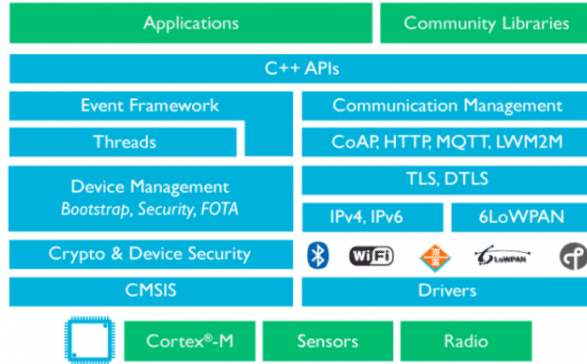 Applications
Community Libraries
C++ APIs
Event Framework
Communication Management
Threads
CoAP, HTTP, MQTT, LWM2M
Device Management
Bootstrap, Security, FOTA
TLS, DTLS
IPv4, IPv6
6LoWPAN
Crypto & Device Security
WiFi
6LoWPAN
CMSIS
Drivers
Cortex®-M
Sensors
Radio